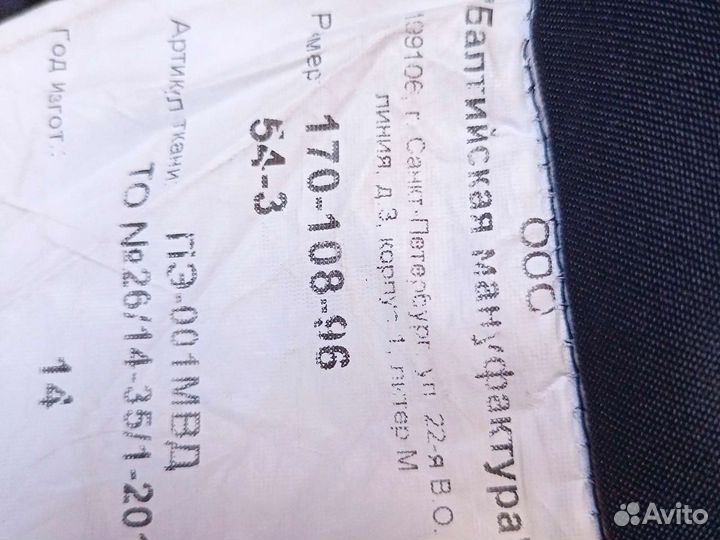 ООО
"Балтийская мануфактура"
199106, г. Санкт-Петербург, ул. 22-я В.О.
линия, д.3, корпус 1, литер М
Р-мер: 170-108-96
54-3
Артикул ткани: ПЭ-001МВД
ТО №26/14-35/1-20
Год изгот.: 14
Avito